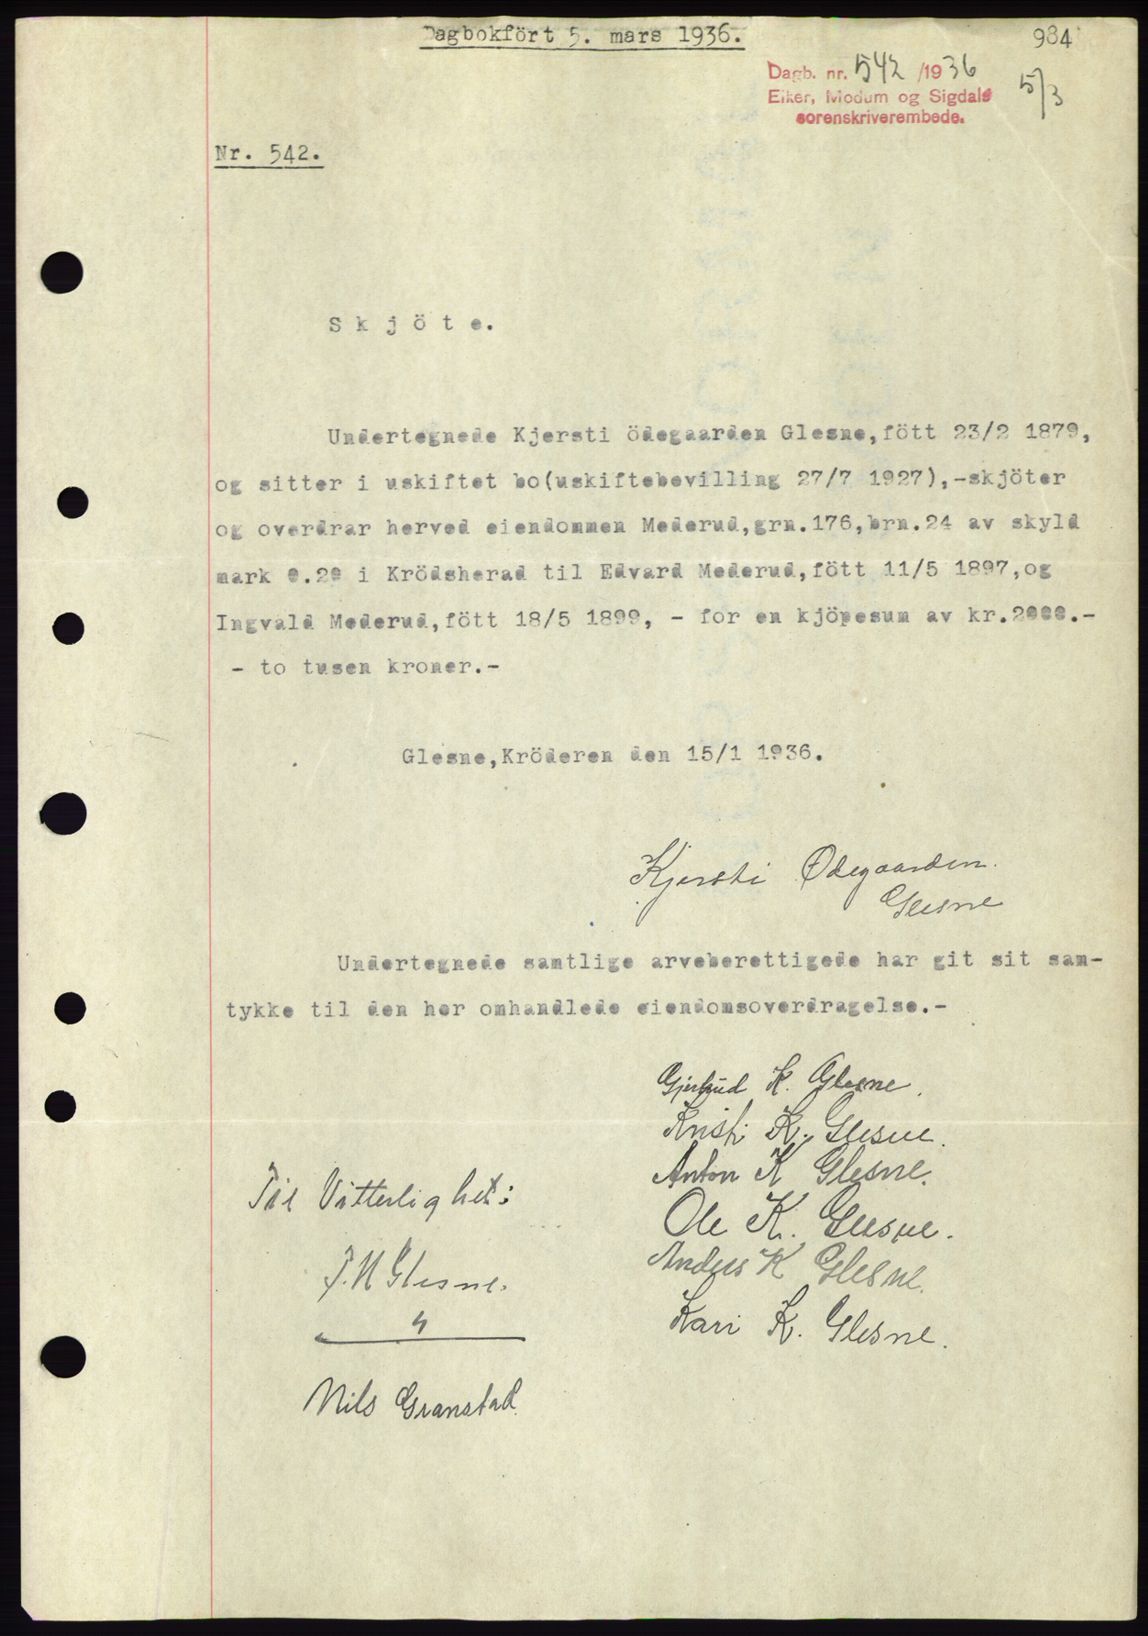 Dagbokfört 5. mars 1936.
984
Dagb. nr. 542 /1936
Eiker, Modum og Sigdals
sorenskriverembede.
5/3
Nr. 542.
S k j ö t e.
Undertegnede Kjersti ödegaarden Glesne,fött 23/2 1879,
og sitter i uskiftet bo(uskiftebevilling 27/7 1927),-skjöter
og overdrar herved eiendommen Mederud,grn.176,brn.24 av skyld
mark 0.20 i Krödsherad til Edvard Mederud,fött 11/5 1897,og
Ingvald Mederud,fött 18/5 1899, - for en kjöpesum av kr.2000.-
- to tusen kroner.-
Glesne,Kröderen den 15/1 1936.
Kjersti Ødegaarden.
Glesne
Undertegnede samtlige arveberettigede har git sit sam-
tykke til den her omhandlede eiendomsoverdragelse.-
Gjertrud K. Glesne.
Kristi K. Glesne.
Anton K Glesne.
Til Vitterlighet:
Ole K. Glesne.
Anders K Glesne.
Glesne.
Kari K. Glesne.
Nils Granstad.